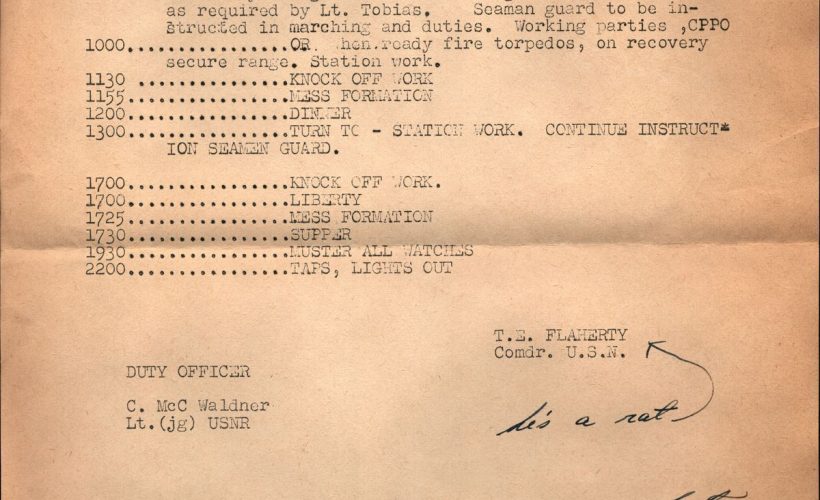 as required by Lt. Tobias. Seaman guard to be in-
structed in marching and duties. Working parties ,CPPO
1000..................OR hen.ready fire torpedos, on recovery
secure range. Station work.
1130 .................KNOCK OFF WORK
1155..................MESS FORMATION
1200..................DINNER
1300..................TURN TO - STATION WORK. CONTINUE INSTRUCT*
ION SEAMEN GUARD.
1700..................KNOCK OFF WORK.
1700..................LIBERTY
1725..................MESS FORMATION
1730..................SUPPER
1930..................MUSTER ALL WATCHES
2200..................TAPS, LIGHTS OUT
T.E. FLAHERTY
Comdr. U.S.N.
DUTY OFFICER
C. McC Waldner
Lt.(jg) USNR
he's a rat